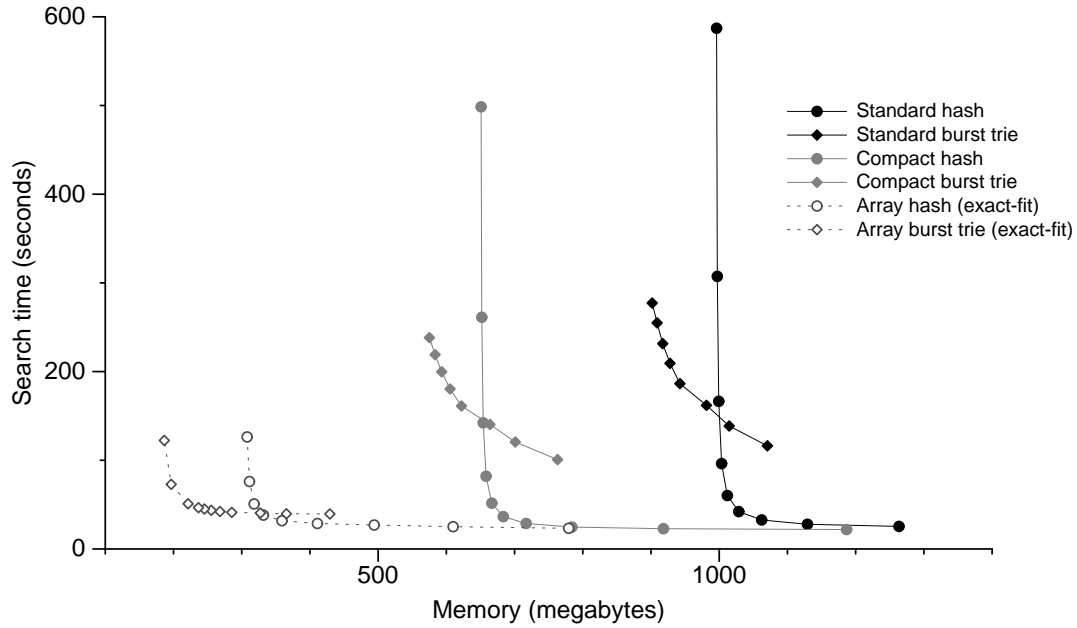 600
400
200
0
Search time (seconds)
500
1000
Memory (megabytes)
Standard hash
Standard burst trie
Compact hash
Compact burst trie
Array hash (exact-fit)
Array burst trie (exact-fit)